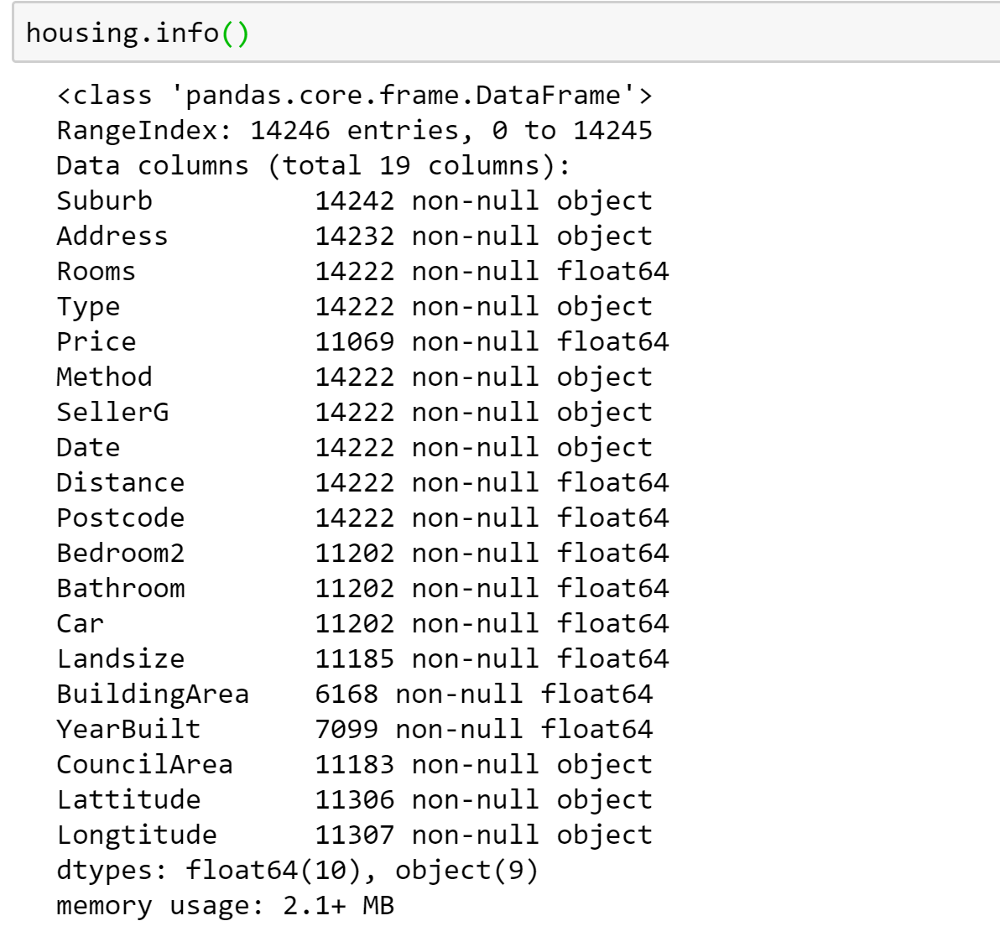 housing.info()
<class 'pandas.core.frame.DataFrame'>
RangeIndex: 14246 entries, 0 to 14245
Data columns (total 19 columns):
Suburb          14242 non-null object
Address         14232 non-null object
Rooms           14222 non-null float64
Type            14222 non-null object
Price           11069 non-null float64
Method          14222 non-null object
SellerG         14222 non-null object
Date            14222 non-null object
Distance        14222 non-null float64
Postcode        14222 non-null float64
Bedroom2        11202 non-null float64
Bathroom        11202 non-null float64
Car             11202 non-null float64
Landsize        11185 non-null float64
BuildingArea    6168 non-null float64
YearBuilt       7099 non-null float64
CouncilArea     11183 non-null object
Lattitude       11306 non-null object
Longtitude      11307 non-null object
dtypes: float64(10), object(9)
memory usage: 2.1+ MB